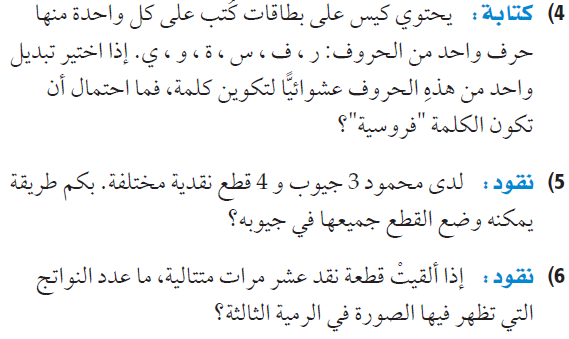 4) كتابة: يحتوي كيس على بطاقات كُتب على كل واحدة منها
حرف واحد من الحروف: ر ، ف ، س ، ة ، و ، ي. إذا اختير تبديل
واحد من هذهِ الحروف عشوائيًّا لتكوين كلمة، فما احتمال أن
تكون الكلمة "فروسية"؟
5) نقود: لدى محمود 3 جيوب و 4 قطع نقدية مختلفة. بكم طريقة
يمكنه وضع القطع جميعها في جيوبه؟
6) نقود: إذا ألقيتْ قطعة نقد عشر مرات متتالية، ما عدد النواتج
التي تظهر فيها الصورة في الرمية الثالثة؟